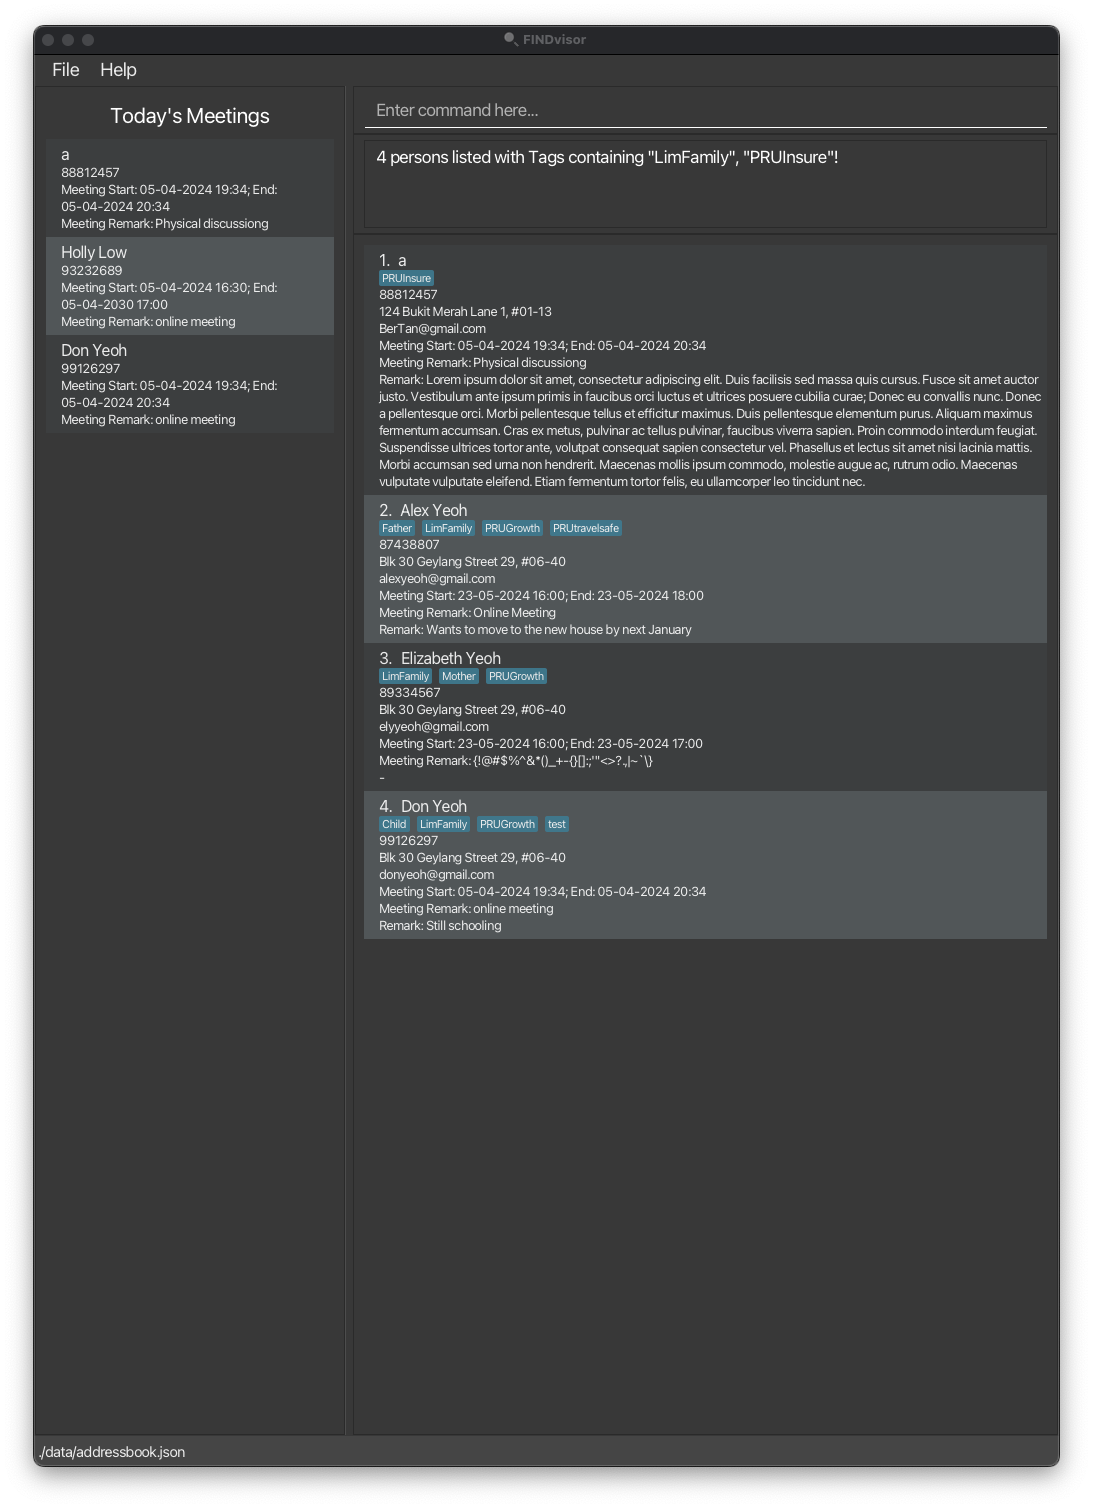 FINDvisor
File Help
Today's Meetings
a
88812457
Meeting Start: 05-04-2024 19:34; End:
05-04-2024 20:34
Meeting Remark: Physical discussiong
Holly Low
93232689
Meeting Start: 05-04-2024 16:30; End:
05-04-2030 17:00
Meeting Remark: online meeting
Don Yeoh
99126297
Meeting Start: 05-04-2024 19:34; End:
05-04-2024 20:34
Meeting Remark: online meeting
Enter command here...
4 persons listed with Tags containing "LimFamily", "PRUInsure"!
1. a
PRUInsure
88812457
124 Bukit Merah Lane 1, #01-13
BerTan@gmail.com
Meeting Start: 05-04-2024 19:34; End: 05-04-2024 20:34
Meeting Remark: Physical discussiong
Remark: Lorem ipsum dolor sit amet, consectetur adipiscing elit. Duis facilisis sed massa quis cursus. Fusce sit amet auctor
justo. Vestibulum ante ipsum primis in faucibus orci luctus et ultrices posuere cubilia curae; Donec eu convallis nunc. Donec
a pellentesque orci. Morbi pellentesque tellus et efficitur maximus. Duis pellentesque elementum purus. Aliquam maximus
fermentum accumsan. Cras ex metus, pulvinar ac tellus pulvinar, faucibus viverra sapien. Proin commodo interdum feugiat.
Suspendisse ultrices tortor ante, volutpat consequat sapien consectetur vel. Phasellus et lectus sit amet nisi lacinia mattis.
Morbi accumsan sed urna non hendrerit. Maecenas mollis ipsum commodo, molestie augue ac, rutrum odio. Maecenas
vulputate vulputate eleifend. Etiam fermentum tortor felis, eu ullamcorper leo tincidunt nec.
2. Alex Yeoh
Father LimFamily PRUGrowth PRUtravelsafe
87438807
Blk 30 Geylang Street 29, #06-40
alexyeoh@gmail.com
Meeting Start: 23-05-2024 16:00; End: 23-05-2024 18:00
Meeting Remark: Online Meeting
Remark: Wants to move to the new house by next January
3. Elizabeth Yeoh
LimFamily Mother PRUGrowth
89334567
Blk 30 Geylang Street 29, #06-40
elyyeoh@gmail.com
Meeting Start: 23-05-2024 16:00; End: 23-05-2024 17:00
Meeting Remark: {!@#$%^&*()_+-{}[]:;'"<>?.,|~`\}
-
4. Don Yeoh
Child LimFamily PRUGrowth test
99126297
Blk 30 Geylang Street 29, #06-40
donyeoh@gmail.com
Meeting Start: 05-04-2024 19:34; End: 05-04-2024 20:34
Meeting Remark: online meeting
Remark: Still schooling
./data/addressbook.json